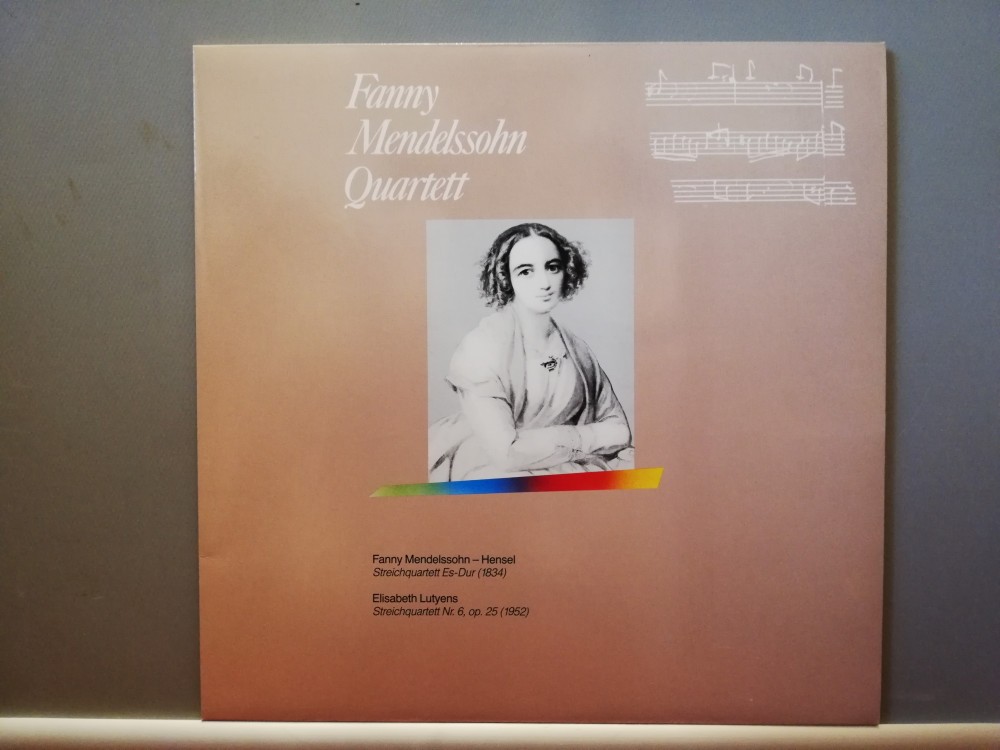 Fanny
Mendelssohn
Quartett
Fanny Mendelssohn – Hensel
Streichquartett Es-Dur (1834)
Elisabeth Lutyens
Streichquartett Nr. 6, op. 25 (1952)